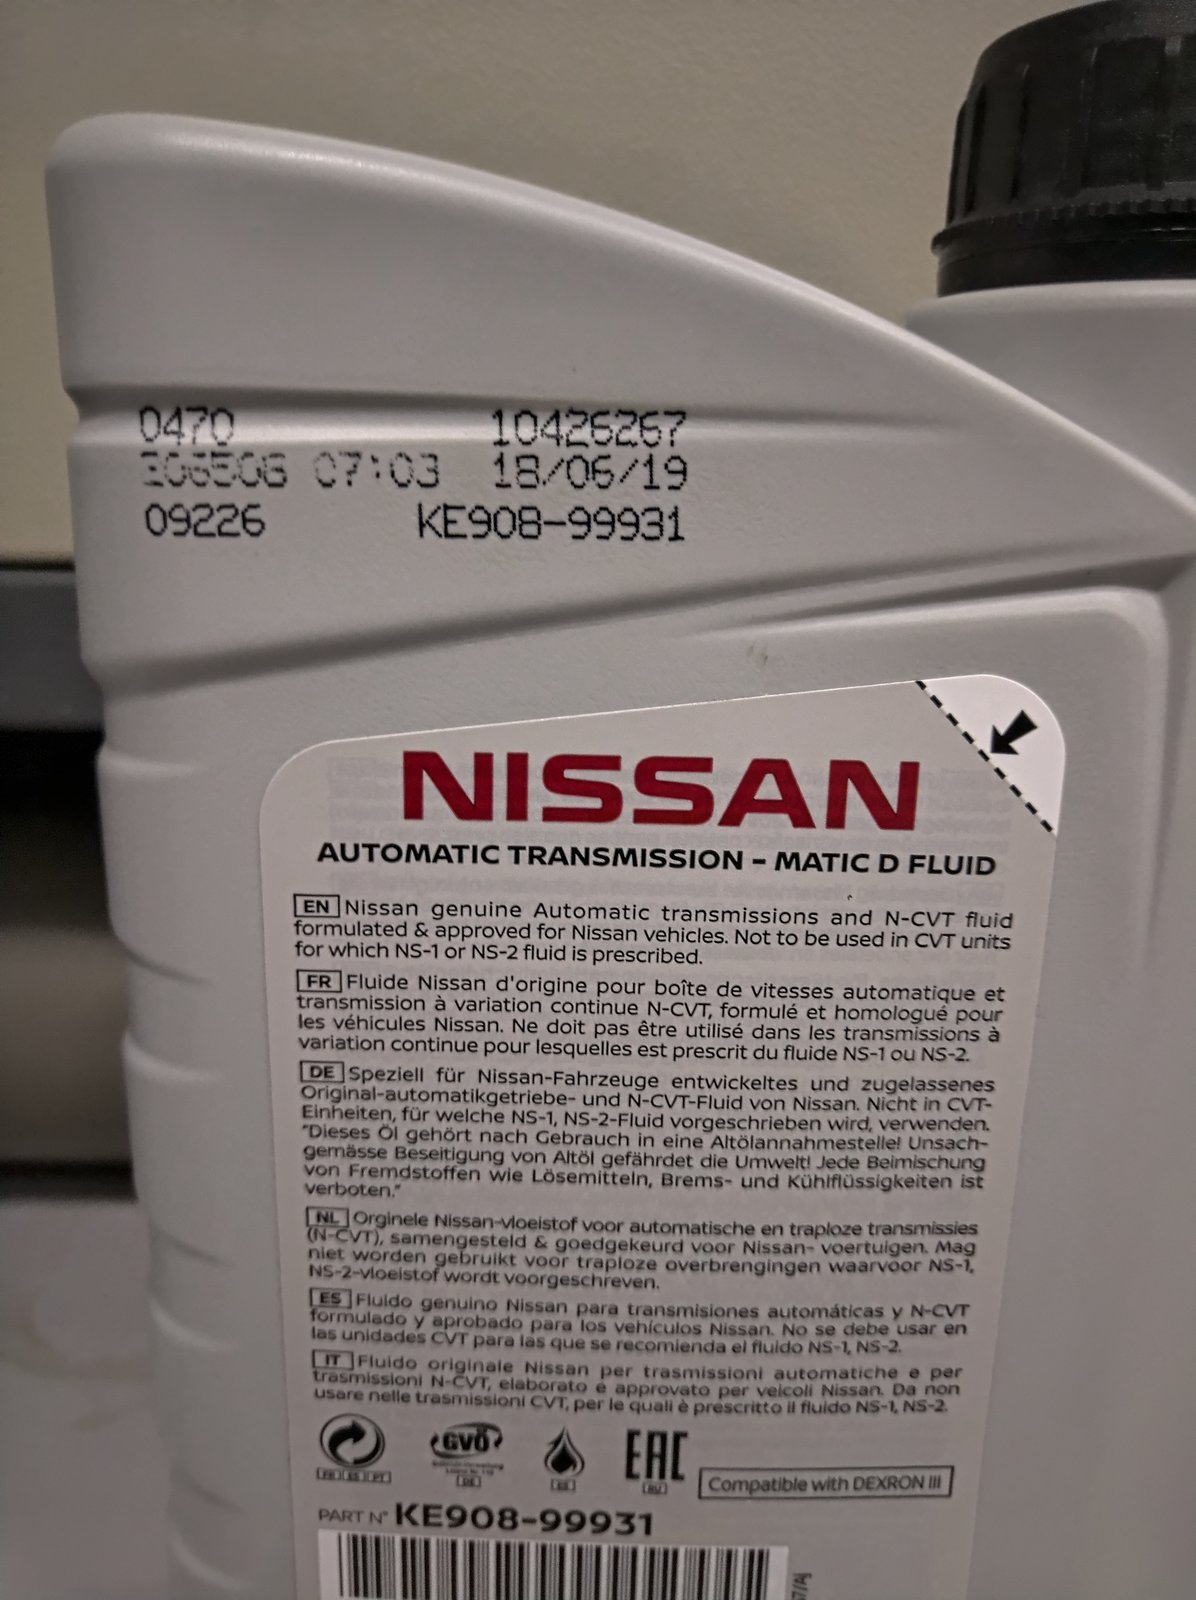 0470 10426267
07:03 18/06/19
09226 KE908-99931
NISSAN
AUTOMATIC TRANSMISSION – MATIC D FLUID
EN Nissan genuine Automatic transmissions and N-CVT fluid
formulated & approved for Nissan vehicles. Not to be used in CVT units
for which NS-1 or NS-2 fluid is prescribed.
FR Fluide Nissan d'origine pour boîte de vitesses automatique et
transmission à variation continue N-CVT, formulé et homologué pour
les véhicules Nissan. Ne doit pas être utilisé dans les transmissions à
variation continue pour lesquelles est prescrit du fluide NS-1 ou NS-2.
DE Speziell für Nissan-Fahrzeuge entwickeltes und zugelassenes
Original-automatikgetriebe- und N-CVT-Fluid von Nissan. Nicht in CVT-
Einheiten, für welche NS-1, NS-2-Fluid vorgeschrieben wird, verwenden.
"Dieses Öl gehört nach Gebrauch in eine Altölannahmestelle! Unsach-
gemässe Beseitigung von Altöl gefährdet die Umwelt! Jede Beimischung
von Fremdstoffen wie Lösemitteln, Brems- und Kühlflüssigkeiten ist
verboten."
NL Orginele Nissan-vloeistof voor automatische en traploze transmissies
(N-CVT), samengesteld & goedgekeurd voor Nissan- voertuigen. Mag
niet worden gebruikt voor traploze overbrengingen waarvoor NS-1,
NS-2-vloeistof wordt voorgeschreven.
ES Fluido genuino Nissan para transmisiones automáticas y N-CVT
formulado y aprobado para los vehículos Nissan. No se debe usar en
las unidades CVT para las que se recomienda el fluido NS-1, NS-2.
IT Fluido originale Nissan per trasmissioni automatiche e per
trasmissioni N-CVT, elaborato e approvato per veicoli Nissan. Da non
usare nelle trasmissioni CVT, per le quali è prescritto il fluido NS-1, NS-2.
GVÖ EAC
Compatible with DEXRON III
PART N° KE908-99931